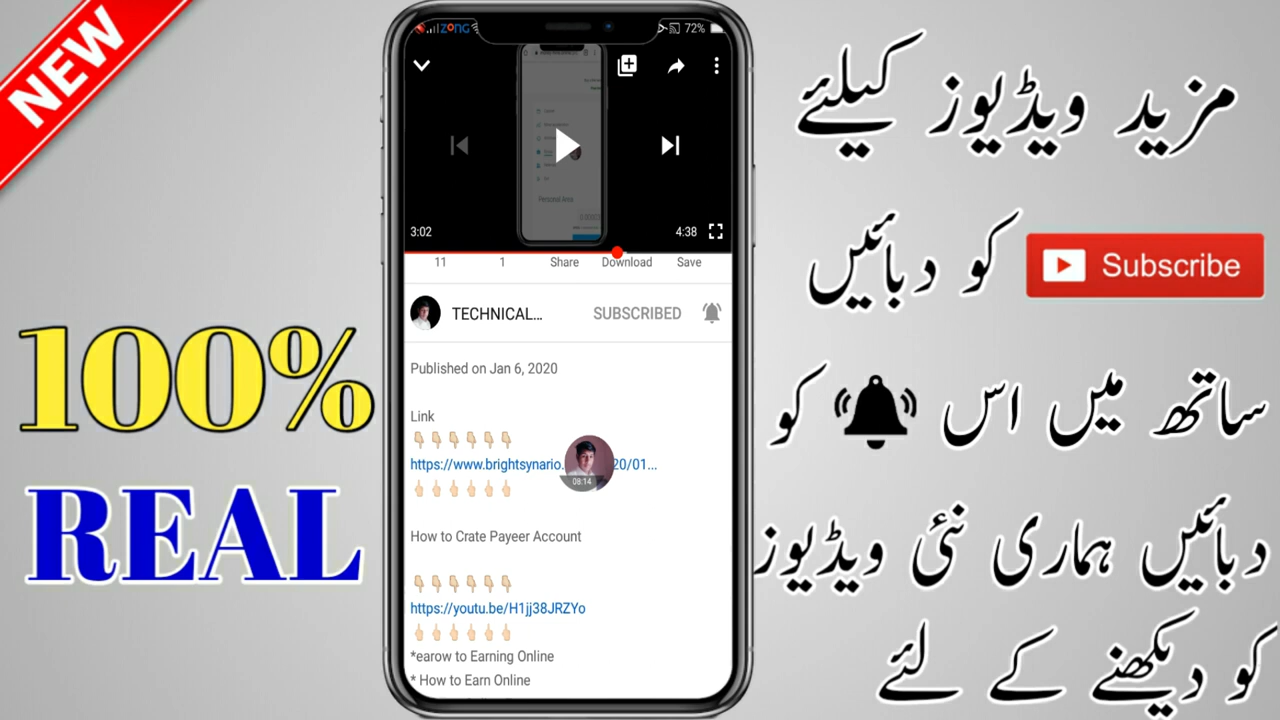 NEW
100%
REAL
ZONG
72%
3:02
4:38
11
1
Share
Download
Save
TECHNICAL...
SUBSCRIBED
Published on Jan 6, 2020
Link
https://www.brightsynario.
20/01...
08:14
How to Crate Payeer Account
https://youtu.be/H1jj38JRZYo
*earow to Earning Online
* How to Earn Online
مزید ویڈیوز کیلئے
Subscribe کو دبائیں
ساتھ میں اس کو
دبائیں ہماری نئی ویڈیوز
کو دیکھنے کے لئے